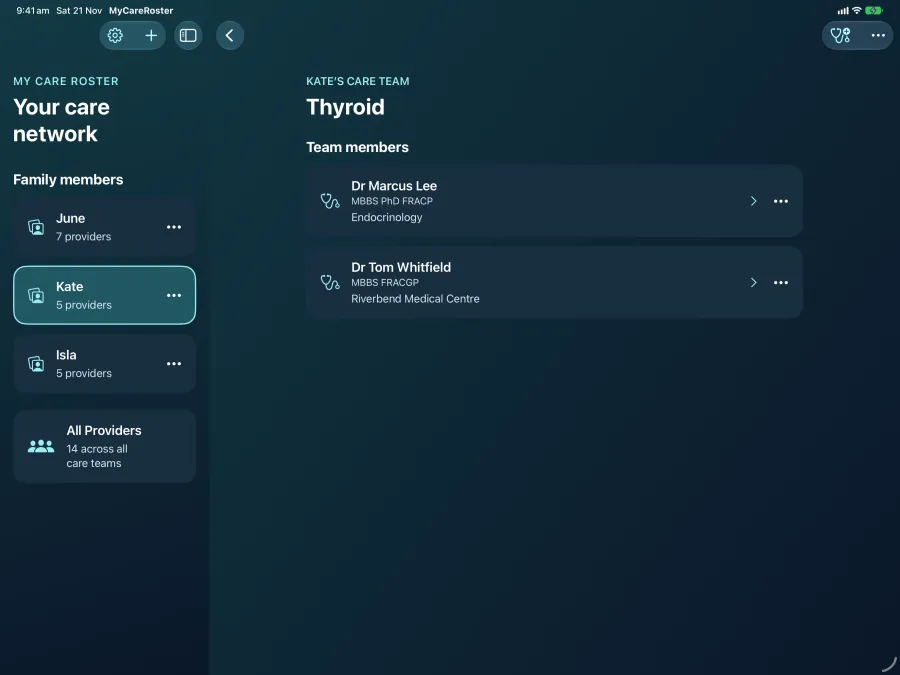 9:41 am Sat 21 Nov MyCareRoster
MY CARE ROSTER
Your care
network
Family members
June
7 providers
Kate
5 providers
Isla
5 providers
All Providers
14 across all
care teams
KATE'S CARE TEAM
Thyroid
Team members
Dr Marcus Lee
MBBS PhD FRACP
Endocrinology
Dr Tom Whitfield
MBBS FRACGP
Riverbend Medical Centre